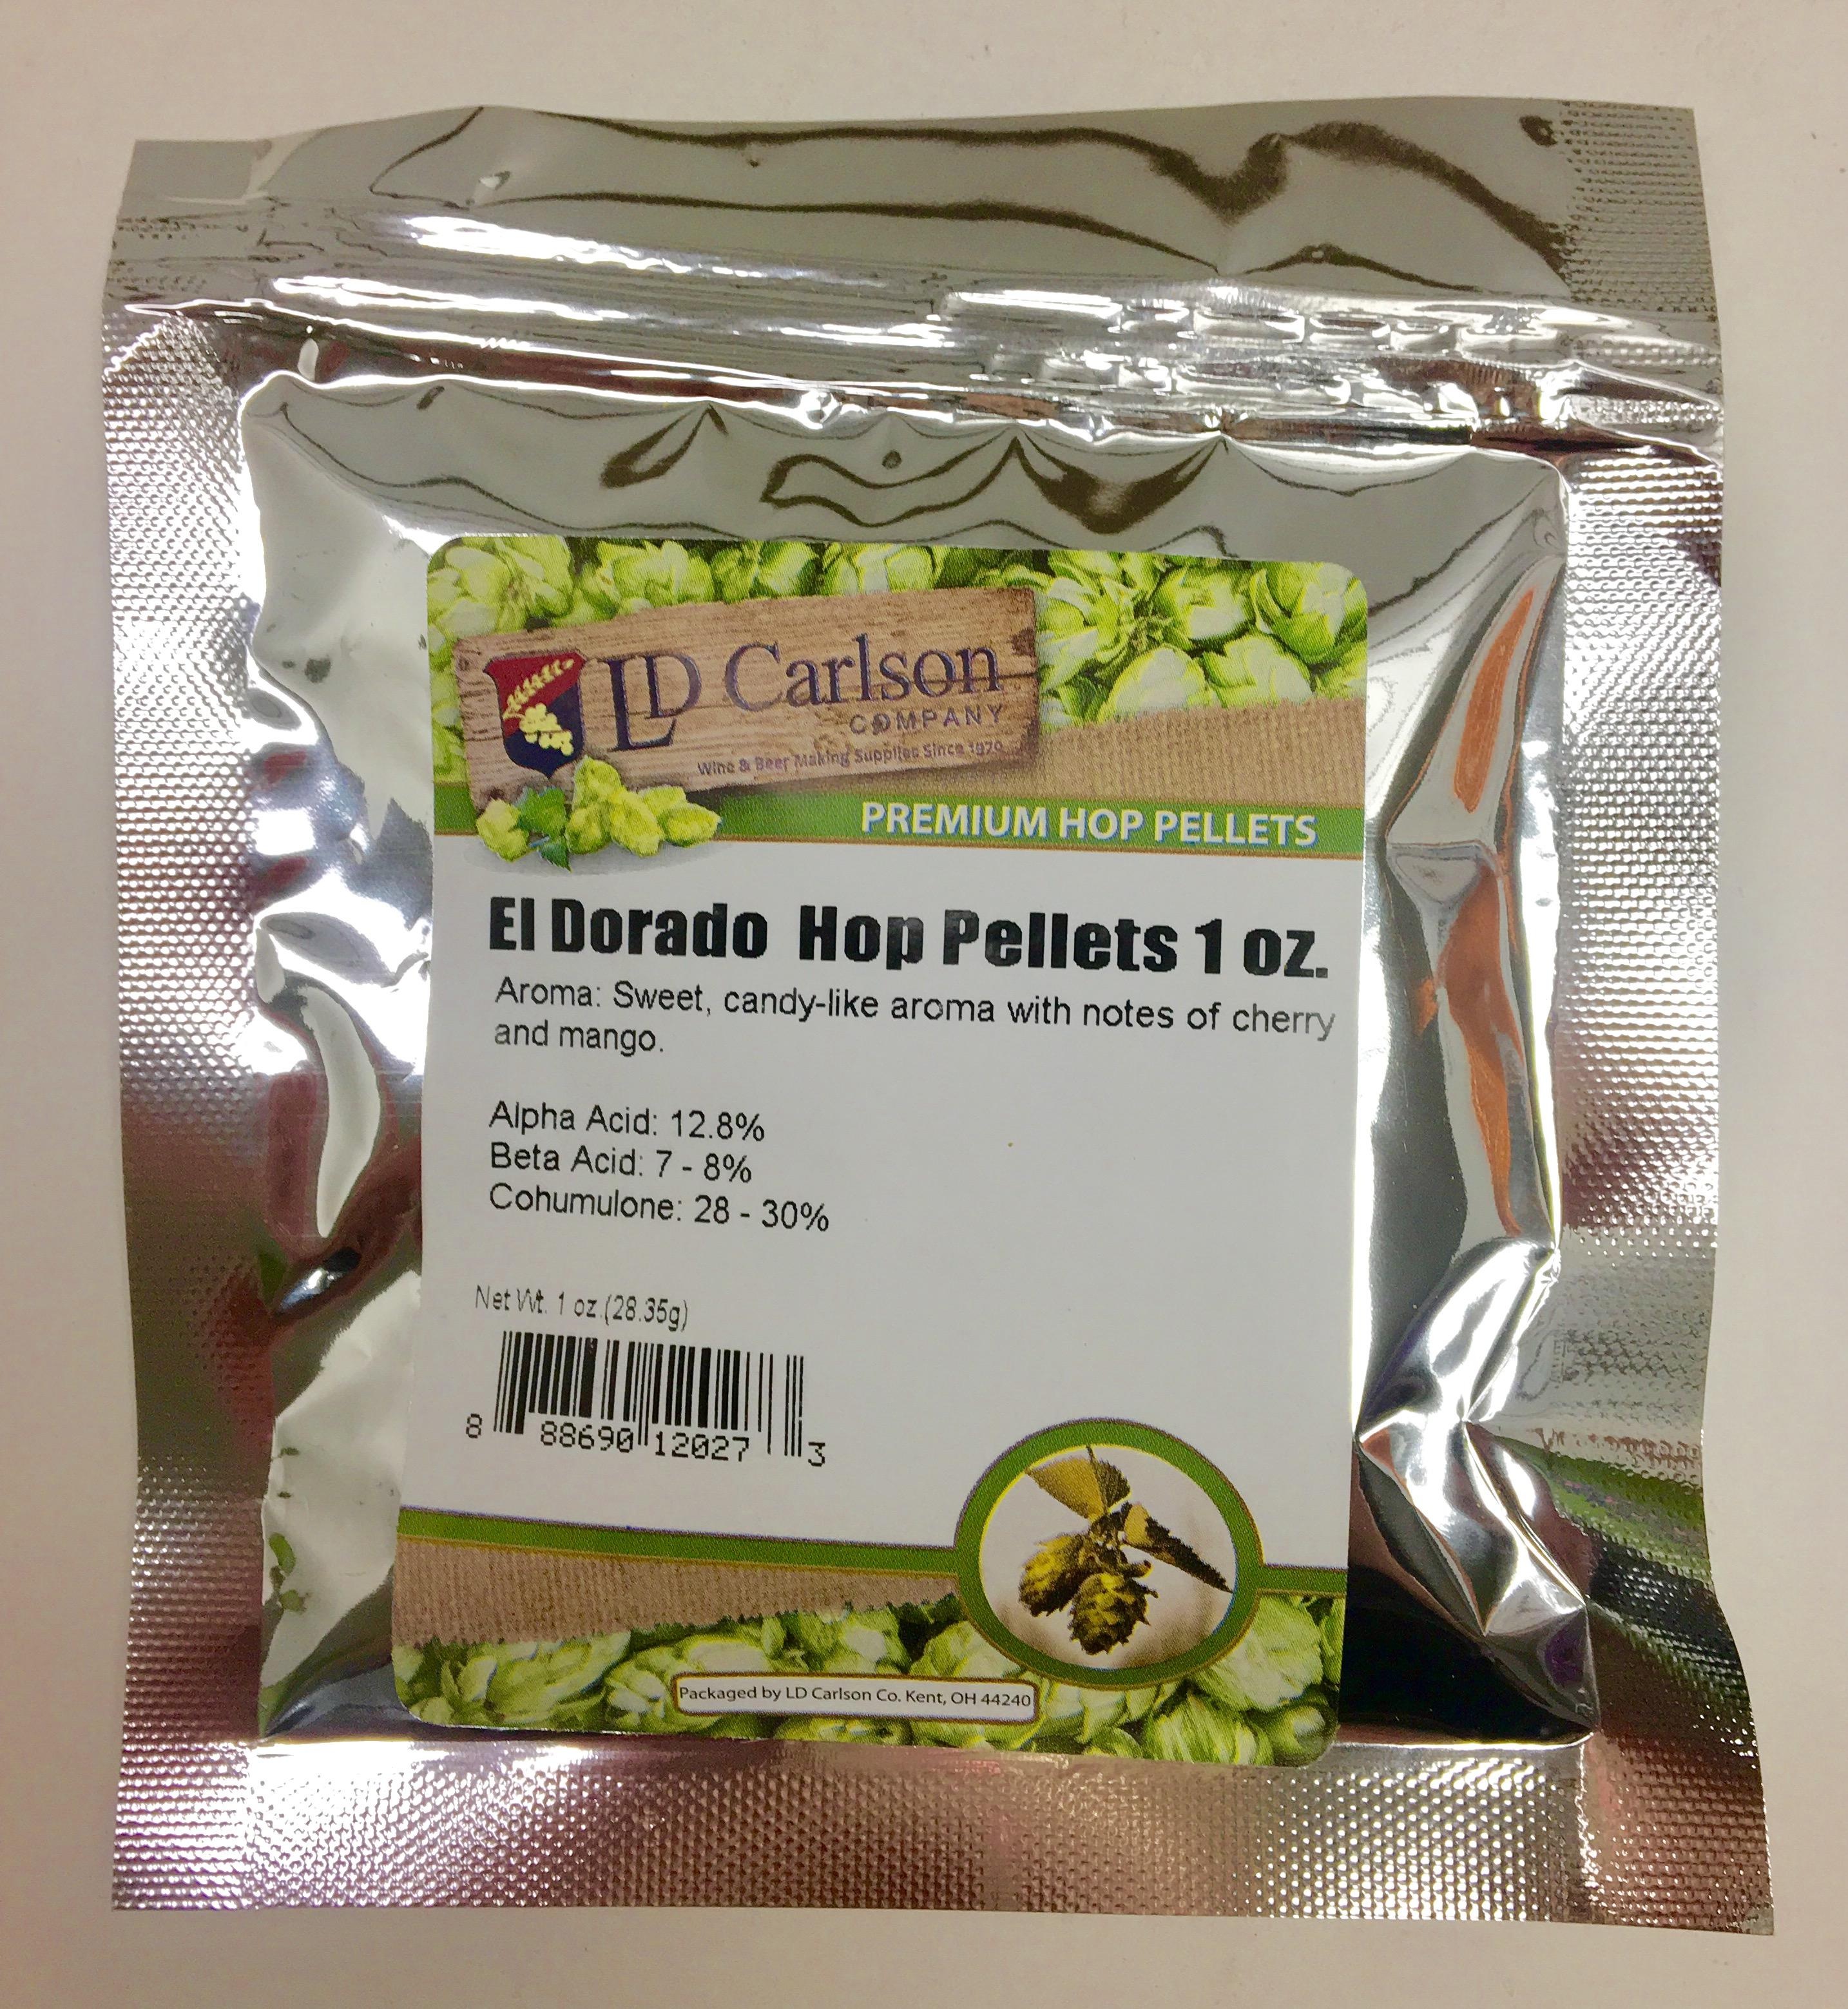 LD Carlson
COMPANY
Wine & Beer Making Supplies Since 1970
PREMIUM HOP PELLETS
El Dorado Hop Pellets 1 oz.
Aroma: Sweet, candy-like aroma with notes of cherry
and mango.
Alpha Acid: 12.8%
Beta Acid: 7 - 8%
Cohumulone: 28 - 30%
Net Wt. 1 oz.(28.35g)
8 88690 12027 3
Packaged by LD Carlson Co. Kent, OH 44240